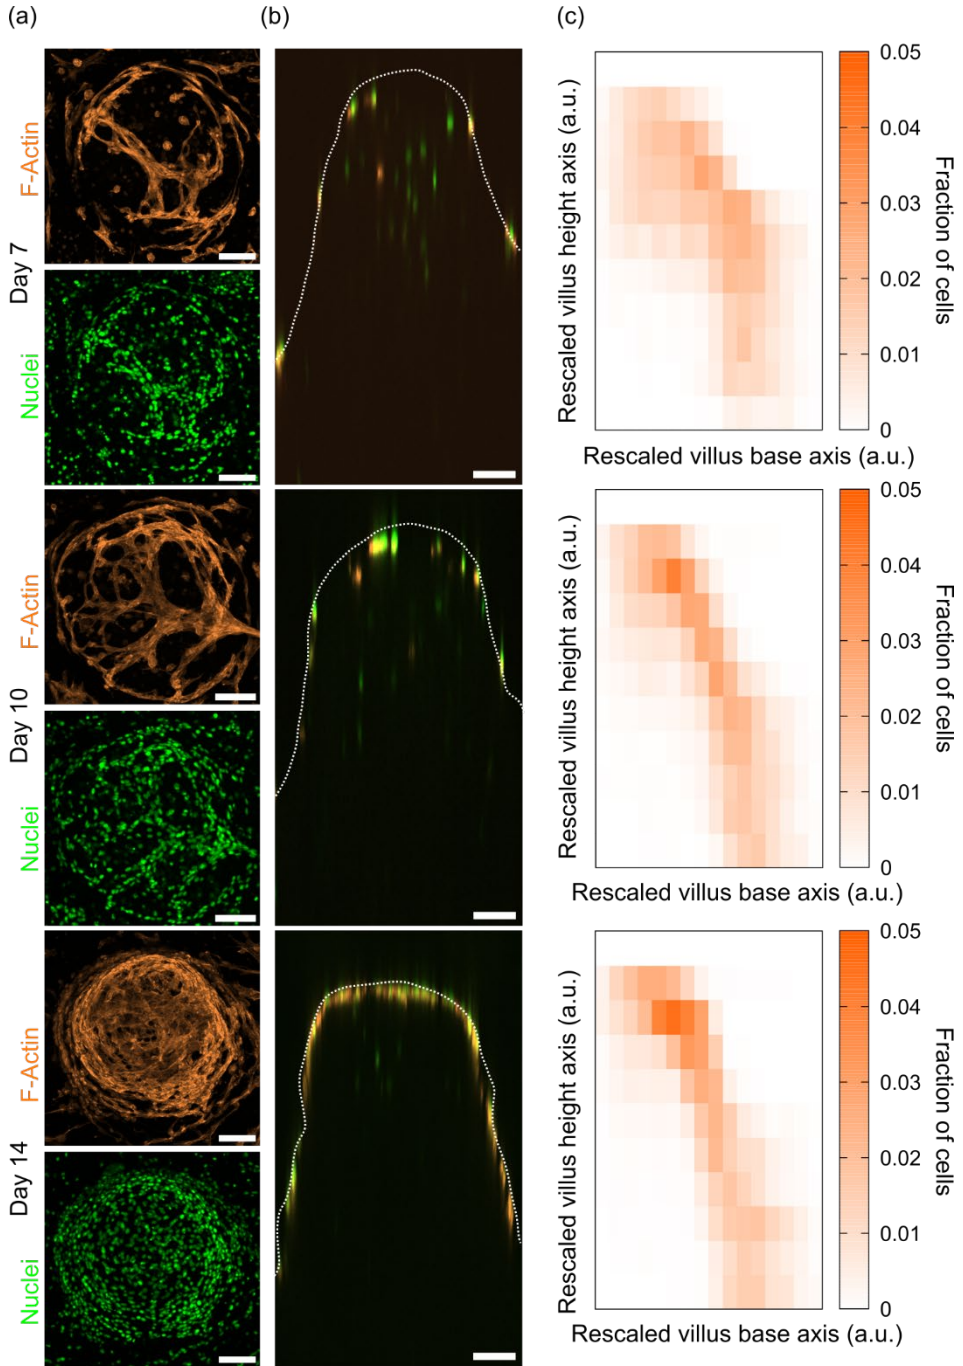 (a)
(b)
(c)
Day 7
F-Actin
Nuclei
Rescaled villus height axis (a.u.)
Rescaled villus base axis (a.u.)
0.05
0.04
0.03
0.02
0.01
0
Fraction of cells
Day 10
F-Actin
Nuclei
Rescaled villus height axis (a.u.)
Rescaled villus base axis (a.u.)
0.05
0.04
0.03
0.02
0.01
0
Fraction of cells
Day 14
F-Actin
Nuclei
Rescaled villus height axis (a.u.)
Rescaled villus base axis (a.u.)
0.05
0.04
0.03
0.02
0.01
0
Fraction of cells